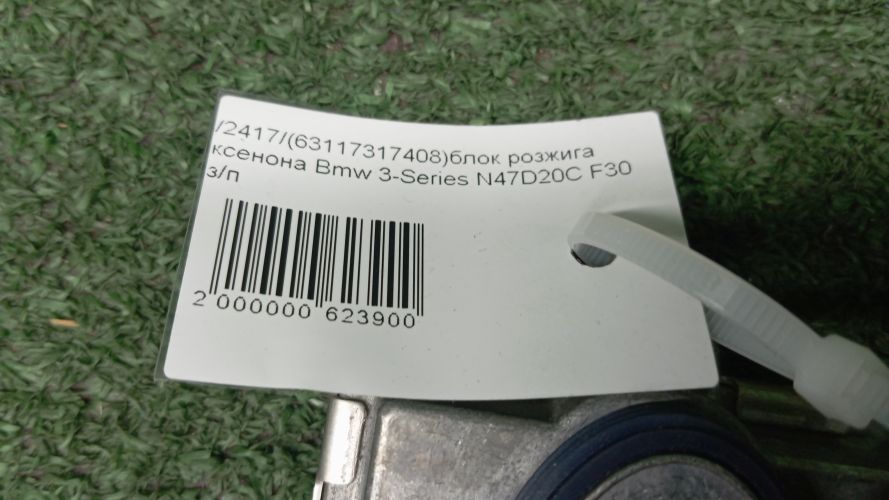 /2417/(63117317408)блок розжига
ксенона Bmw 3-Series N47D20C F30
з/п
2 000000 623900